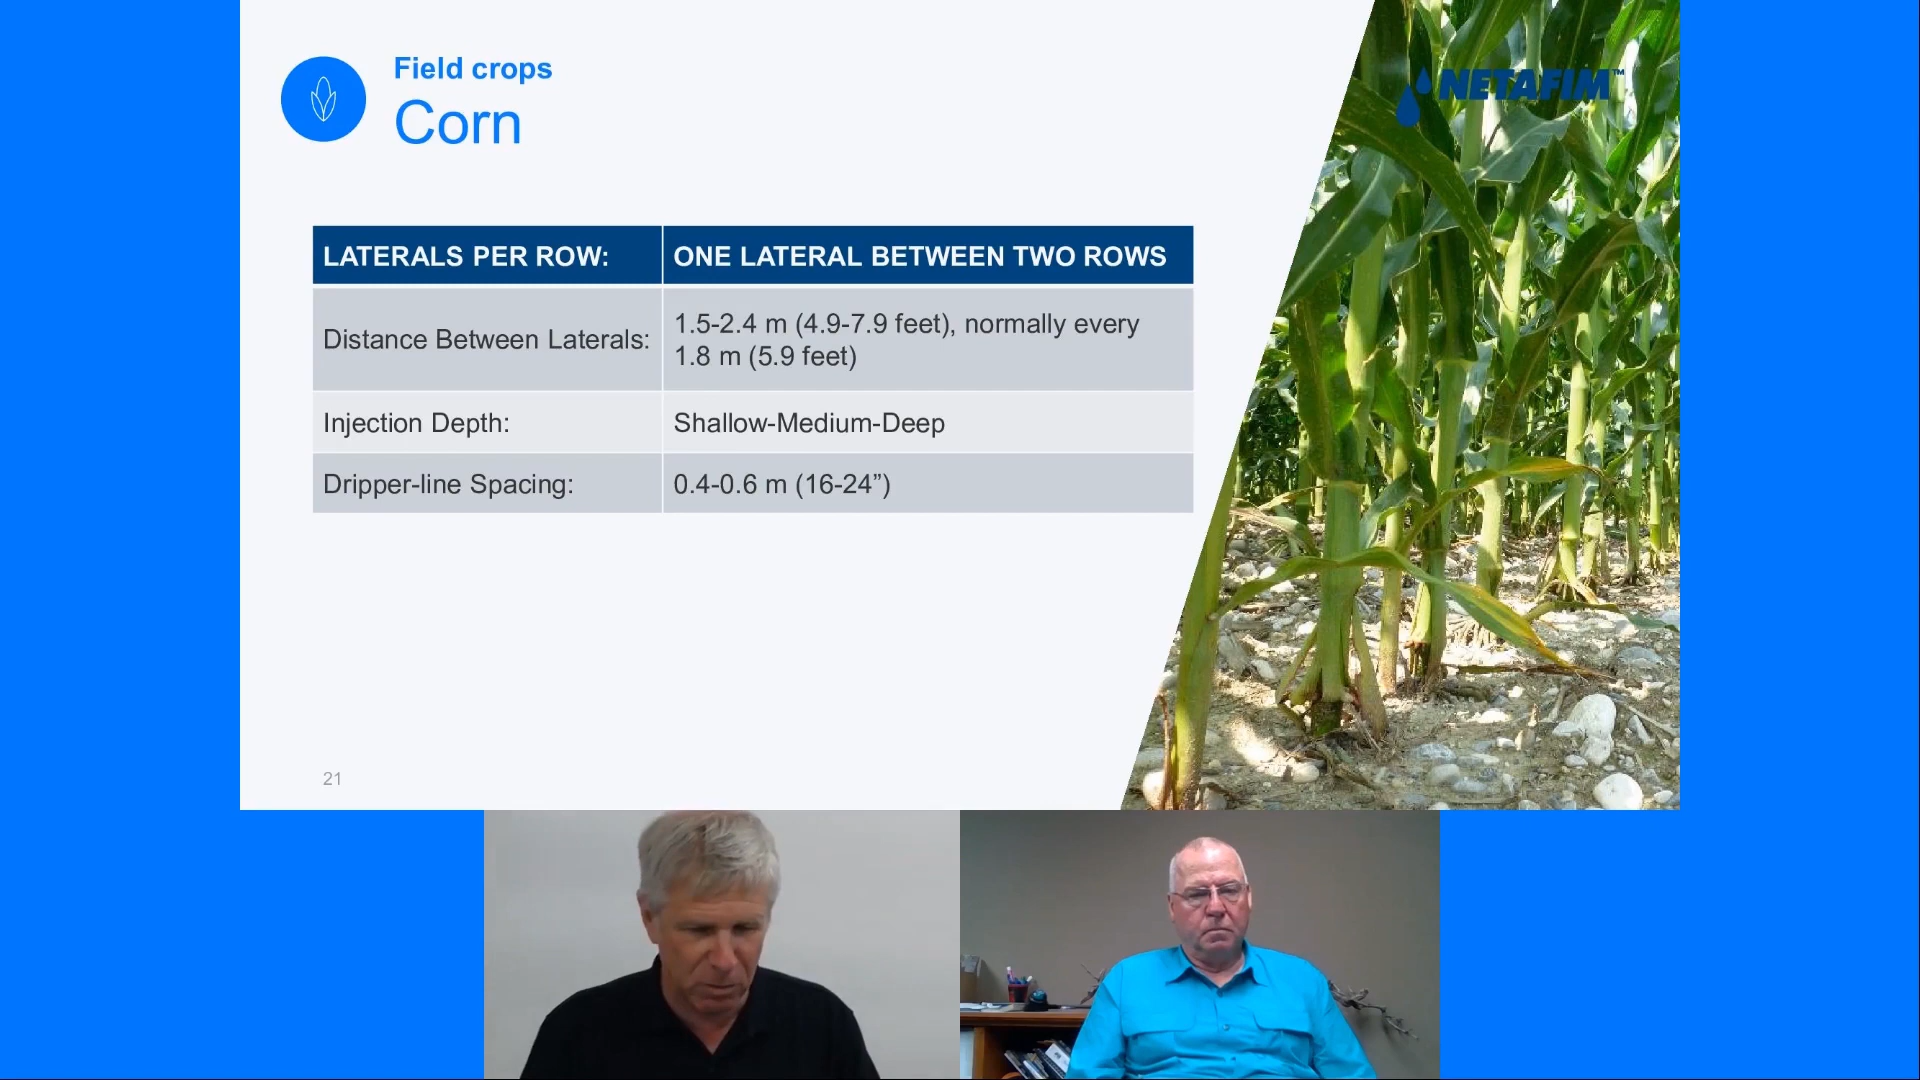 Field crops
Corn
NETAFIM™
LATERALS PER ROW:
ONE LATERAL BETWEEN TWO ROWS
Distance Between Laterals:
1.5-2.4 m (4.9-7.9 feet), normally every
1.8 m (5.9 feet)
Injection Depth:
Shallow-Medium-Deep
Dripper-line Spacing:
0.4-0.6 m (16-24”)
21